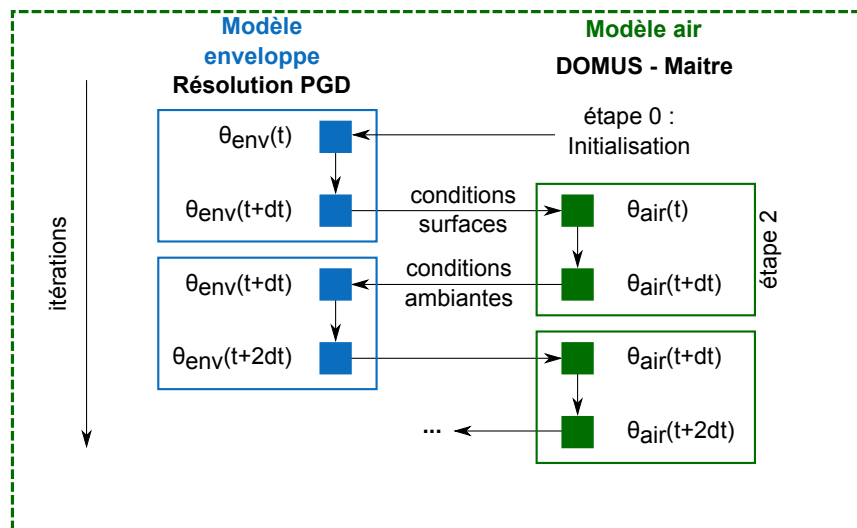 Modèle
enveloppe
Résolution PGD
Modèle air
DOMUS - Maitre
étape 0 :
Initialisation
θenv(t)
θenv(t+dt)
conditions
surfaces
θair(t)
θair(t+dt)
étape 2
itérations
θenv(t+dt)
conditions
ambiantes
θenv(t+2dt)
θair(t+dt)
θair(t+2dt)
...